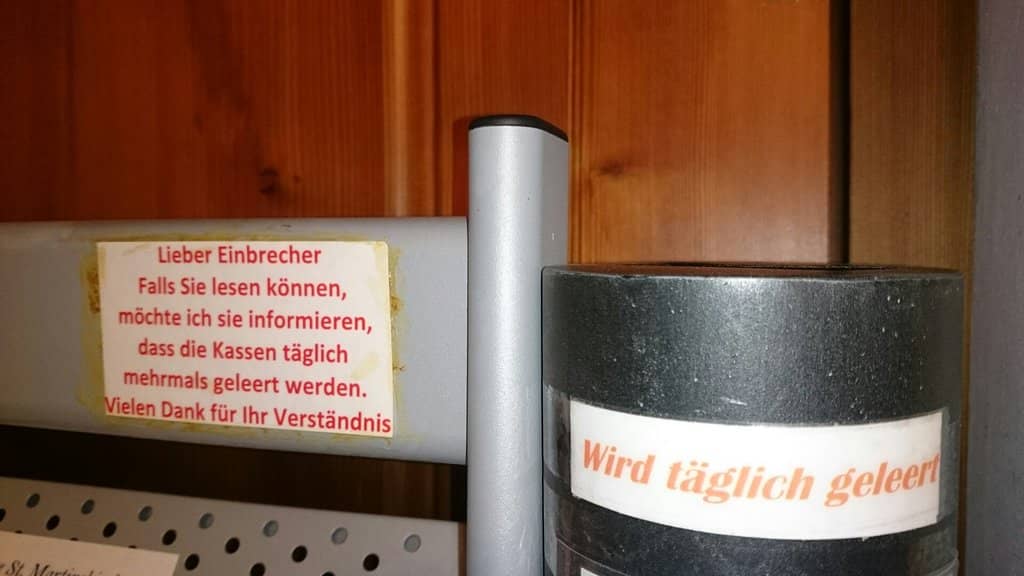 Lieber Einbrecher
Falls Sie lesen können,
möchte ich sie informieren,
dass die Kassen täglich
mehrmals geleert werden.
Vielen Dank für Ihr Verständnis
Wird täglich geleert
St.